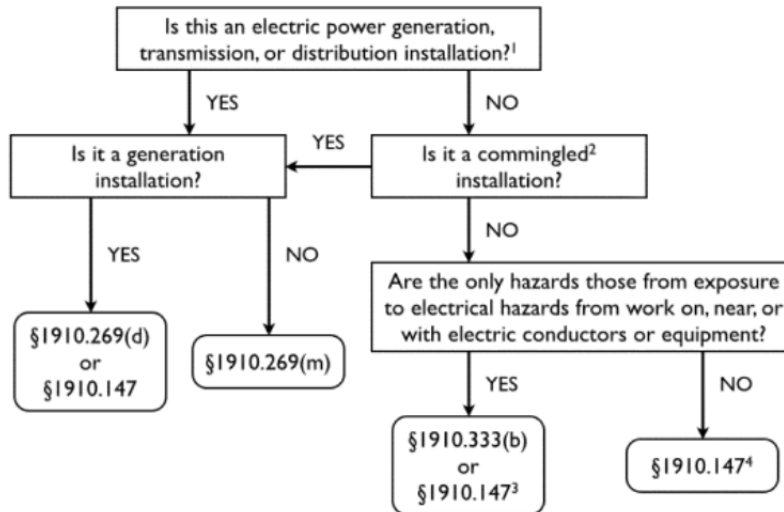 Is this an electric power generation,
transmission, or distribution installation?¹
YES
NO
Is it a generation
installation?
YES
Is it a commingled²
installation?
YES
NO
NO
Are the only hazards those from exposure
to electrical hazards from work on, near, or
with electric conductors or equipment?
§1910.269(d)
or
§1910.147
§1910.269(m)
YES
NO
§1910.333(b)
or
§1910.147³
§1910.147⁴